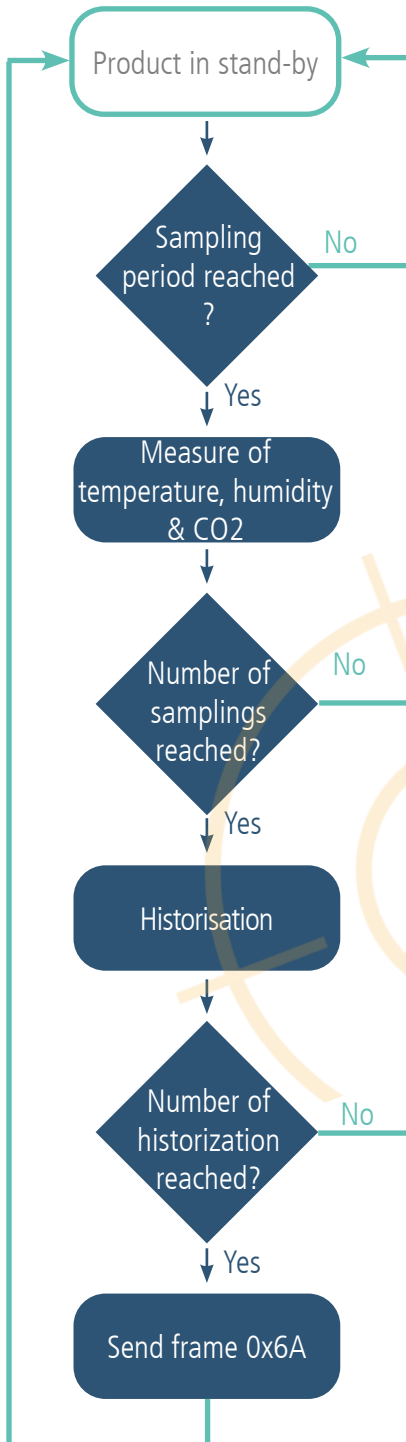 Product in stand-by
Sampling
period reached
?
No
Yes
Measure of
temperature, humidity
& CO2
Number of
samplings
reached?
No
Yes
Historisation
Number of
historization
reached?
No
Yes
Send frame 0x6A